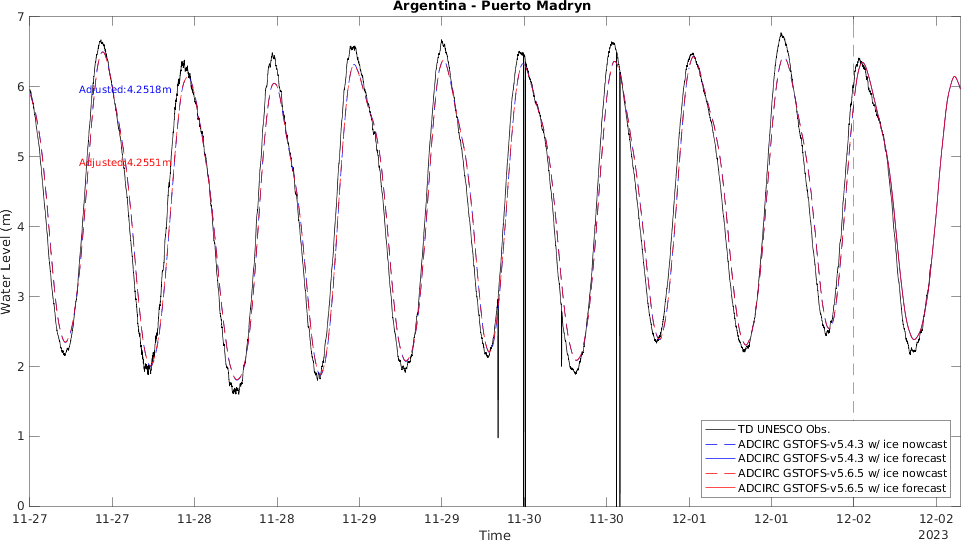 Argentina - Puerto Madryn
7
6
5
4
3
2
1
0
Water Level (m)
Adjusted:4.2518m
Adjusted:4.2551m
TD UNESCO Obs.
ADCIRC GSTOFS-v5.4.3 w/ ice nowcast
ADCIRC GSTOFS-v5.4.3 w/ ice forecast
ADCIRC GSTOFS-v5.6.5 w/ ice nowcast
ADCIRC GSTOFS-v5.6.5 w/ ice forecast
11-27 11-27 11-28 11-28 11-29 11-29 11-30 11-30 12-01 12-01 12-02 12-02
Time 2023